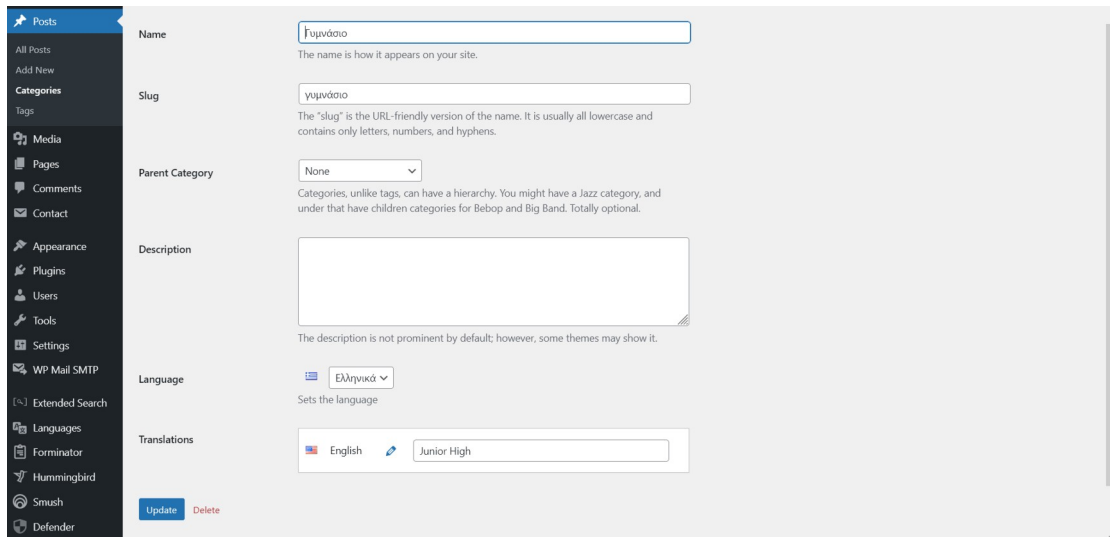 Posts
All Posts
Add New
Categories
Tags
Media
Pages
Comments
Contact
Appearance
Plugins
Users
Tools
Settings
WP Mail SMTP
Extended Search
Languages
Forminator
Hummingbird
Smush
Defender
Name
Γυμνάσιο
The name is how it appears on your site.
Slug
γυμνάσιο
The “slug” is the URL-friendly version of the name. It is usually all lowercase and
contains only letters, numbers, and hyphens.
Parent Category
None
Categories, unlike tags, can have a hierarchy. You might have a Jazz category, and
under that have children categories for Bebop and Big Band. Totally optional.
Description
The description is not prominent by default; however, some themes may show it.
Language
Ελληνικά
Sets the language
Translations
English
Junior High
Update
Delete